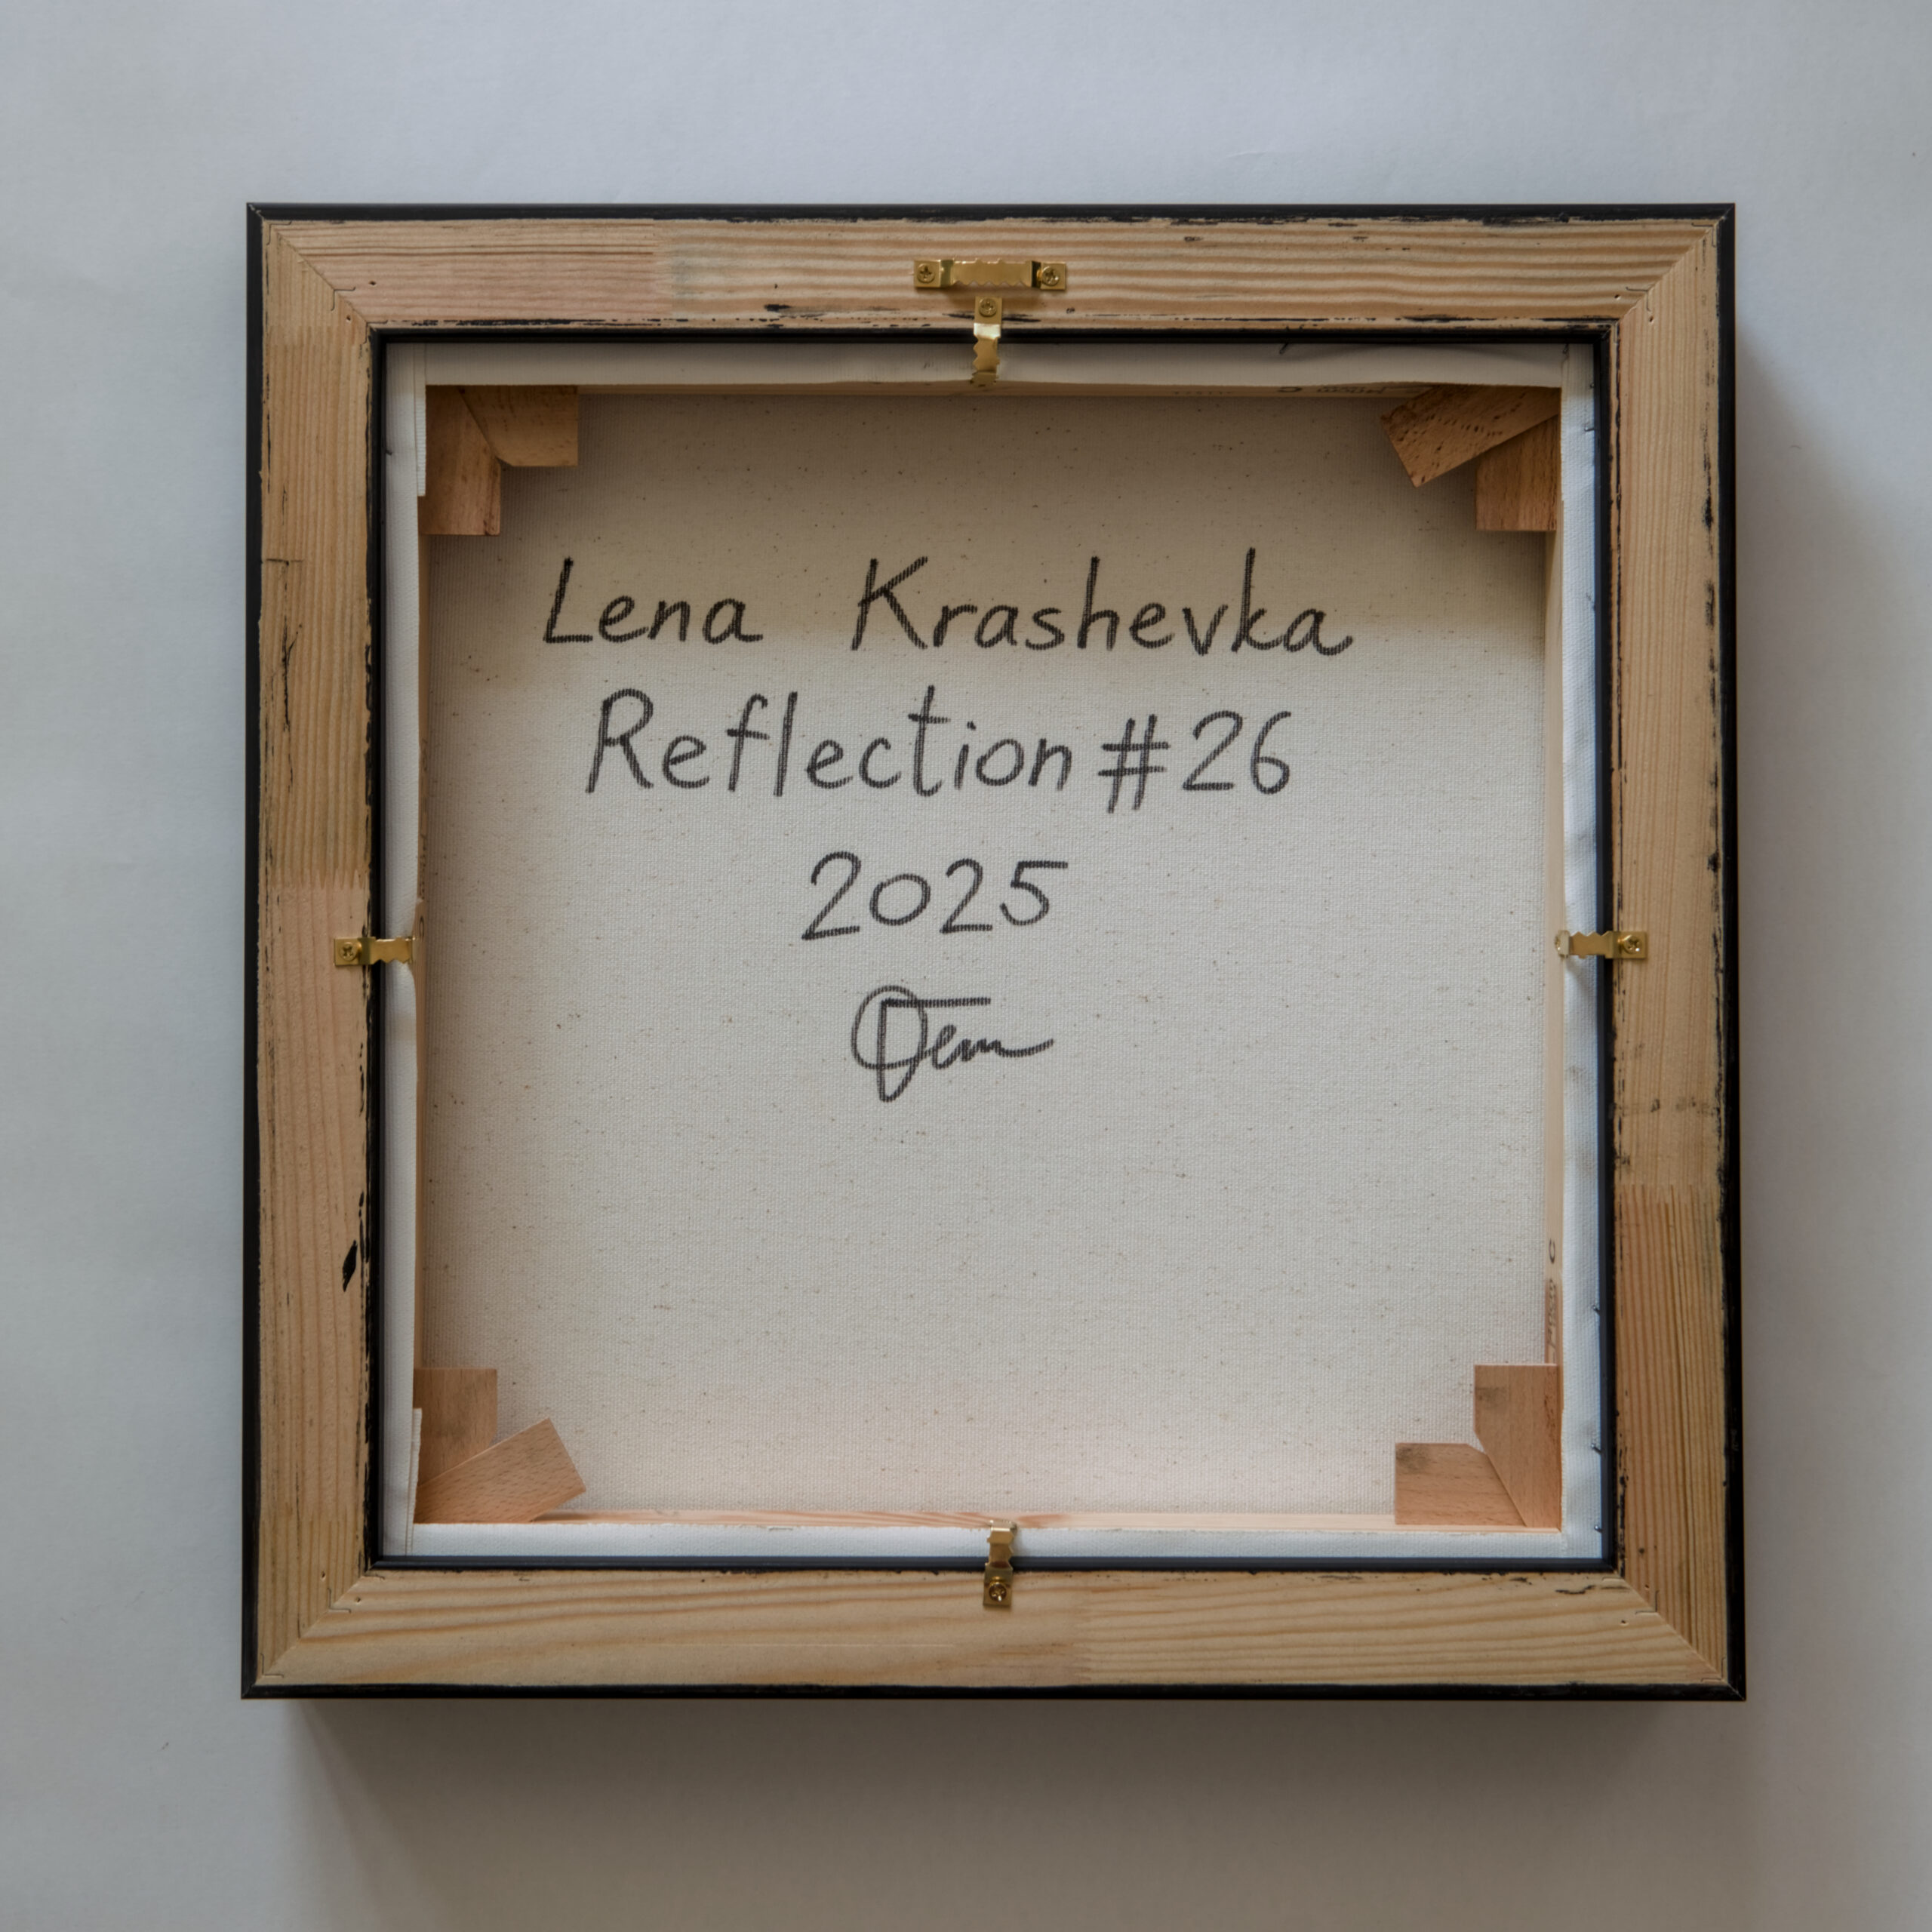 Lena Krashevka
Reflection #26
2025